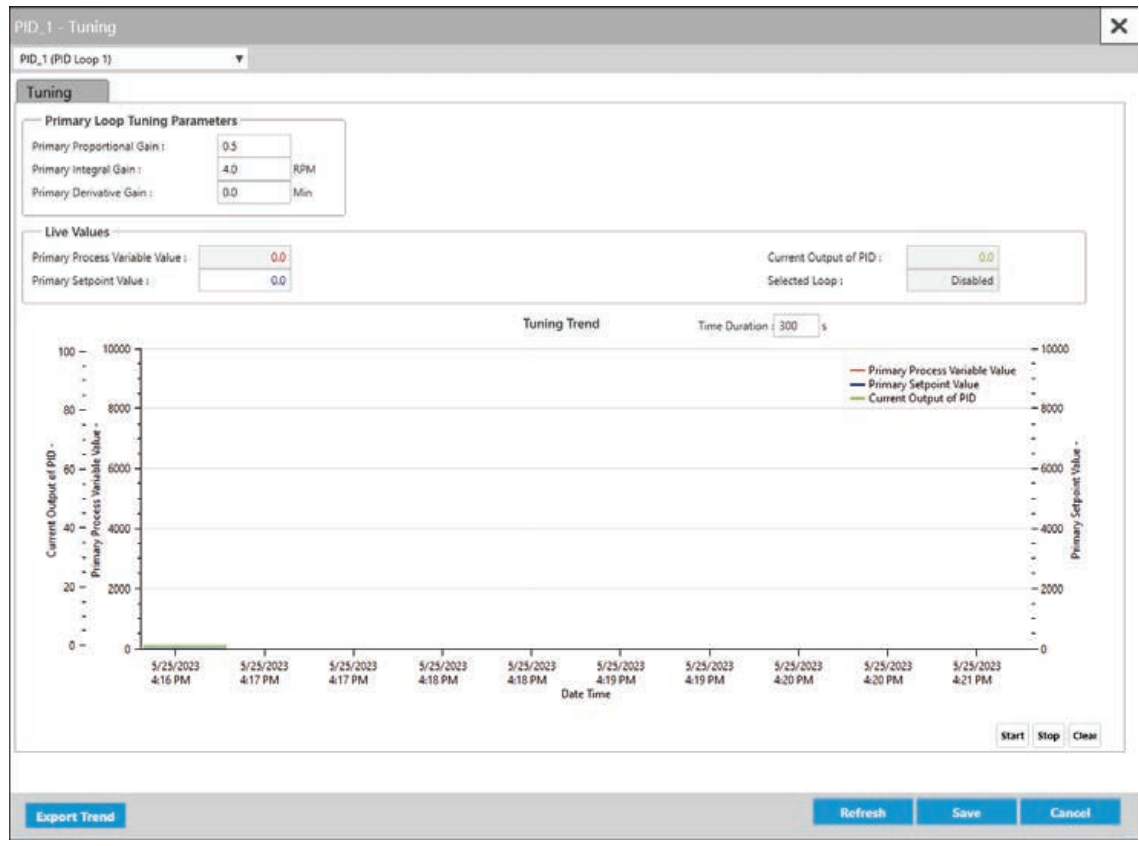 PID_1 - Tuning
PID_1 (PID Loop 1)
Tuning
Primary Loop Tuning Parameters
Primary Proportional Gain : 0.5
Primary Integral Gain : 4.0 RPM
Primary Derivative Gain : 0.0 Min
Live Values
Primary Process Variable Value : 0.0 Current Output of PID : 0.0
Primary Setpoint Value : 0.0 Selected Loop : Disabled
Tuning Trend Time Duration : 300 s
100 10000 10000
Primary Process Variable Value
Primary Setpoint Value
Current Output of PID
80 8000 8000
60 6000 6000
40 4000 4000
20 2000 2000
0 0 0
Current Output of PID -
Primary Process Variable Value -
Primary Setpoint Value -
5/25/2023 5/25/2023 5/25/2023 5/25/2023 5/25/2023 5/25/2023 5/25/2023 5/25/2023 5/25/2023 5/25/2023
4:16 PM 4:17 PM 4:17 PM 4:18 PM 4:18 PM 4:19 PM 4:19 PM 4:20 PM 4:20 PM 4:21 PM
Date Time
Start Stop Clear
Export Trend Refresh Save Cancel